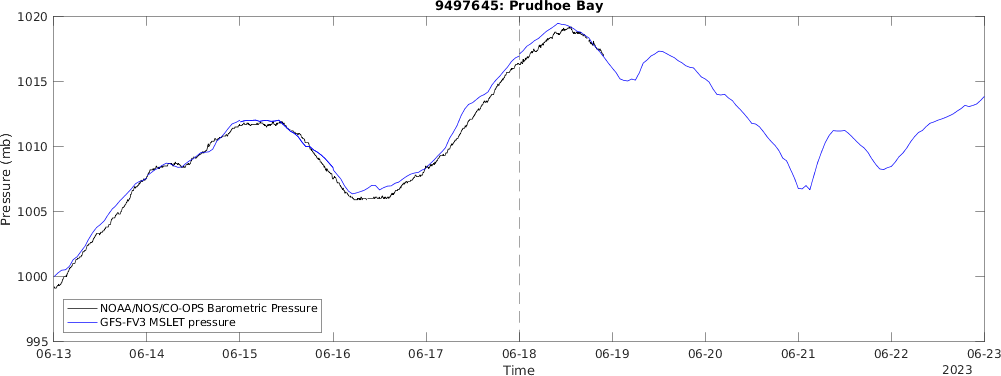 9497645: Prudhoe Bay
1020
1015
1010
1005
1000
995
Pressure (mb)
NOAA/NOS/CO-OPS Barometric Pressure
GFS-FV3 MSLET pressure
06-13 06-14 06-15 06-16 06-17 06-18 06-19 06-20 06-21 06-22 06-23
Time
2023